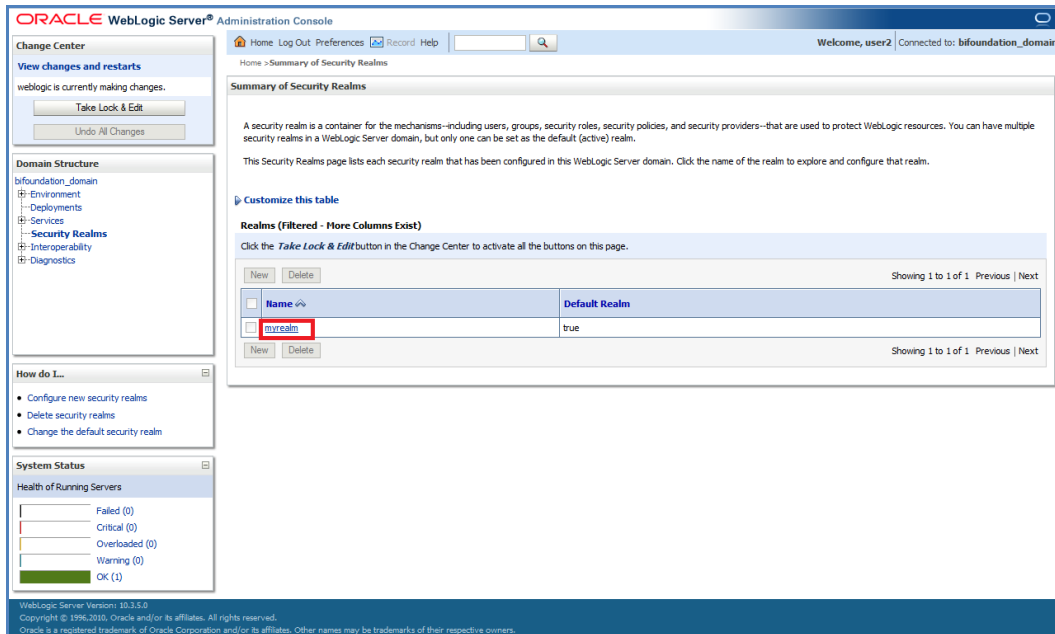 ORACLE WebLogic Server® Administration Console
Change Center
View changes and restarts
weblogic is currently making changes.
Take Lock & Edit
Undo All Changes
Domain Structure
bifoundation_domain
Environment
Deployments
Services
Security Realms
Interoperability
Diagnostics
How do I...
Configure new security realms
Delete security realms
Change the default security realm
System Status
Health of Running Servers
Failed (0)
Critical (0)
Overloaded (0)
Warning (0)
OK (1)
Home Log Out Preferences Record Help
Welcome, user2 Connected to: bifoundation_domain
Home >Summary of Security Realms
Summary of Security Realms
A security realm is a container for the mechanisms--including users, groups, security roles, security policies, and security providers--that are used to protect WebLogic resources. You can have multiple
security realms in a WebLogic Server domain, but only one can be set as the default (active) realm.
This Security Realms page lists each security realm that has been configured in this WebLogic Server domain. Click the name of the realm to explore and configure that realm.
Customize this table
Realms (Filtered - More Columns Exist)
Click the Take Lock & Edit button in the Change Center to activate all the buttons on this page.
New Delete Showing 1 to 1 of 1 Previous | Next
Name Default Realm
myrealm true
New Delete Showing 1 to 1 of 1 Previous | Next
WebLogic Server Version: 10.3.5.0
Copyright © 1996,2010, Oracle and/or its affiliates. All rights reserved.
Oracle is a registered trademark of Oracle Corporation and/or its affiliates. Other names may be trademarks of their respective owners.